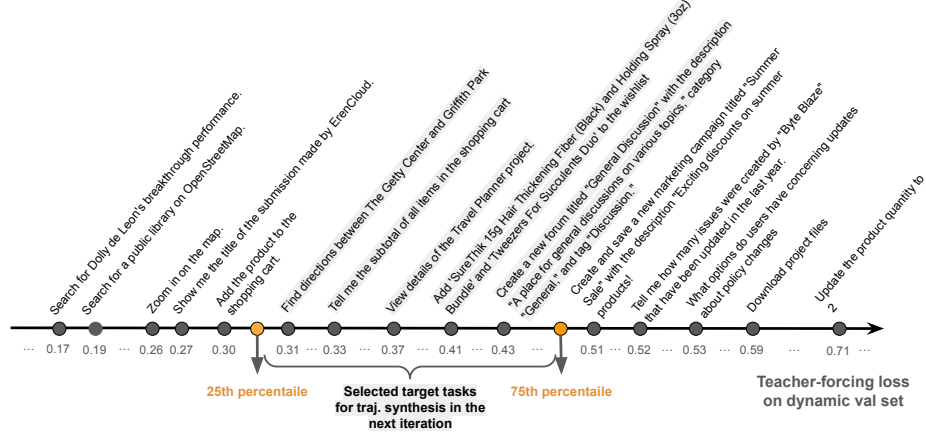 Search for Dolly de Leon's breakthrough performance.
Search for a public library on OpenStreetMap.
Zoom in on the map.
Show me the title of the submission made by ErenCloud.
Add the product to the
shopping cart.
Find directions between The Getty Center and Griffith Park
Tell me the subtotal of all items in the shopping cart
View details of the Travel Planner project.
Add 'SureThik 15g Hair Thickening Fiber (Black) and Holding Spray (3oz)
Bundle' and 'Tweezers For Succulents Duo' to the wishlist
Create a new forum titled "General Discussion" with the description
"A place for general discussions on various topics," category
"General," and tag "Discussion."
Create and save a new marketing campaign titled "Summer
Sale" with the description "Exciting discounts on summer
products!
Tell me how many issues were created by "Byte Blaze"
that have been updated in the last year.
What options do users have concerning updates
about policy changes
Download project files
Update the product quantity to
2
... 0.17 ... 0.19 ... 0.26 0.27 ... 0.30 0.31 ... 0.33 ... 0.37 ... 0.41 ... 0.43 ... 0.51 ... 0.52 ... 0.53 ... 0.59 ... 0.71 ...
25th percentaile
Selected target tasks
for traj. synthesis in the
next iteration
75th percentaile
Teacher-forcing loss
on dynamic val set